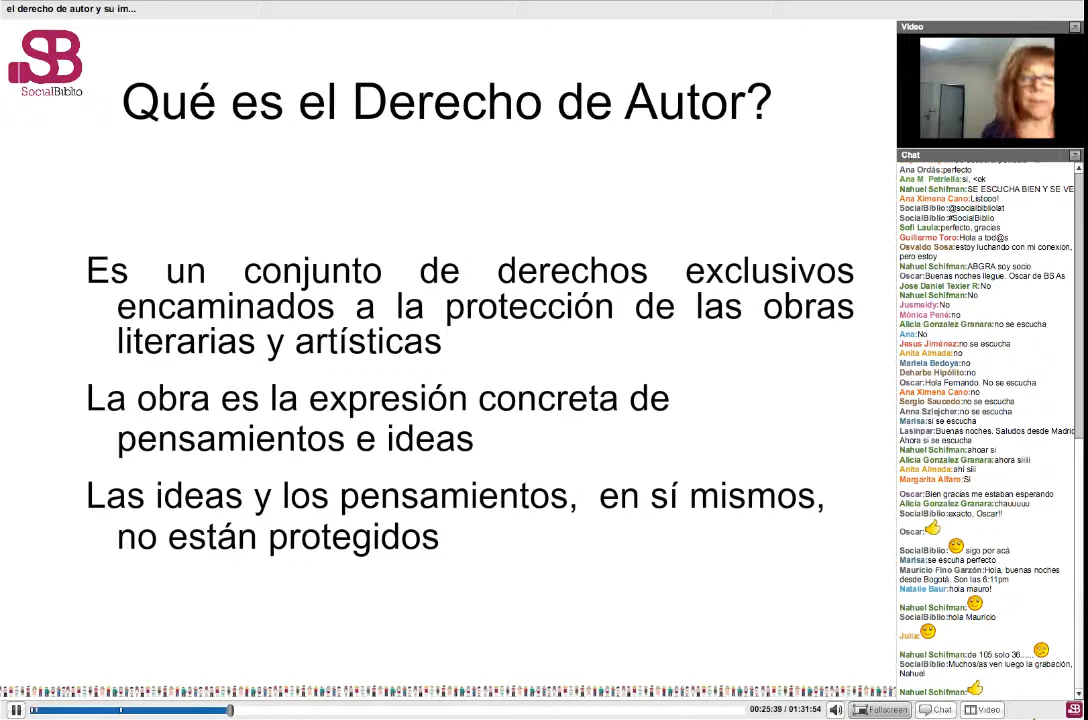 el derecho de autor y su im...
SB
SocialBiblio
Qué es el Derecho de Autor?
Es un conjunto de derechos exclusivos
encaminados a la protección de las obras
literarias y artísticas
La obra es la expresión concreta de
pensamientos e ideas
Las ideas y los pensamientos, en sí mismos,
no están protegidos
Video
Chat
Ana Ordás:perfecto
Ana M Petriella:si, <ok
Nahuel Schifman:SE ESCUCHA BIEN Y SE VE
Ana Ximena Cano:Listooo!
SocialBiblio:@socialbibliolat
SocialBiblio:#SocialBiblio
Sofi Laula:perfecto, gracias
Guillermo Toro:Hola a tod@s
Osvaldo Sosa:estoy luchando con mi conexion,
pero estoy
Nahuel Schifman:ABGRA soy socio
Oscar:Buenas noches llegue. Oscar de BS As
Jose Daniel Texier R:No
Nahuel Schifman:No
Jusmeidy:No
Mónica Pené:no
Alicia Gonzalez Granara:no se escucha
Ana:No
Jesus Jiménez:no se escucha
Anita Almada:no
Mariela Bedoya:no
Deharbe Hipólito:no
Oscar:Hola Fernando. No se escucha
Ana Ximena Cano:no
Sergio Saucedo:no se escucha
Anna Szlejcher:no se escucha
Marisa:si se escucha
Lasinpar:Buenas noches. Saludos desde Madrid
Ahora si se escucha
Nahuel Schifman:ahoar si
Alicia Gonzalez Granara:ahora siiii
Anita Almada:ahi siii
Margarita Alfaro:Si
Oscar:Bien gracias me estaban esperando
Alicia Gonzalez Granara:chauuuuu
SocialBiblio:exacto, Oscar!!
Oscar:
SocialBiblio: sigo por acá
Marisa:se escuha perfecto
Mauricio Fino Garzón:Hola, buenas noches
desde Bogotá. Son las 6:11pm
Natalie Baur:hola mauro!
Nahuel Schifman:
SocialBiblio:hola Mauricio
Julia:
Nahuel Schifman:de 105 solo 36......
SocialBiblio:Muchos/as ven luego la grabación,
Nahuel
Nahuel Schifman:
00:25:39 / 01:31:54
Fullscreen
Chat
Video
SB